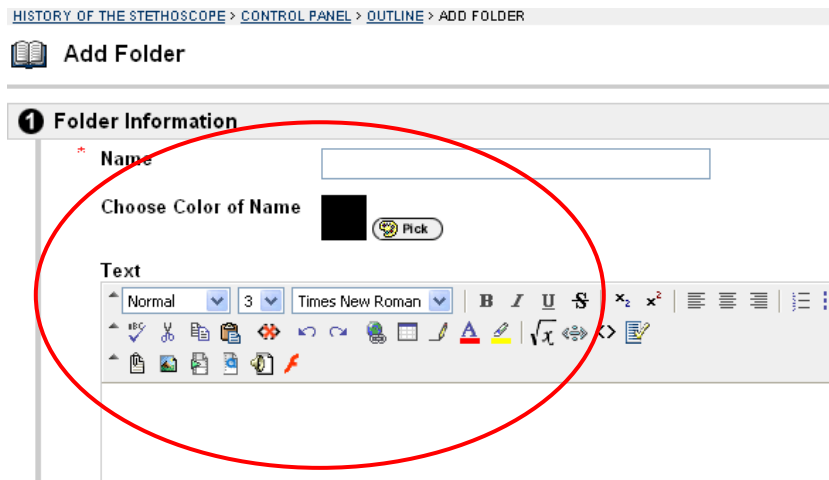 HISTORY OF THE STETHOSCOPE > CONTROL PANEL > OUTLINE > ADD FOLDER
Add Folder
1 Folder Information
* Name
Choose Color of Name Pick
Text
Normal 3 Times New Roman B I U S x₂ x²
ABC √x <>